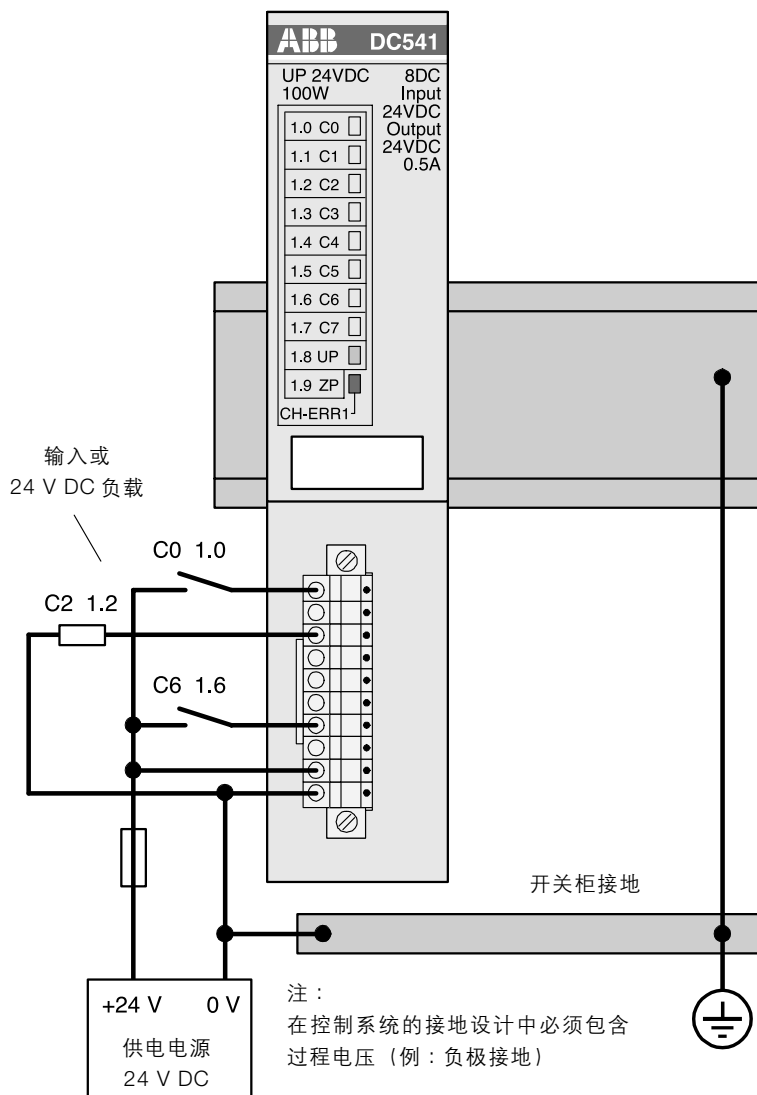 ABB DC541
UP 24VDC
100W
8DC
Input
24VDC
Output
24VDC
0.5A
1.0 C0
1.1 C1
1.2 C2
1.3 C3
1.4 C4
1.5 C5
1.6 C6
1.7 C7
1.8 UP
1.9 ZP
CH-ERR1
输入或
24 V DC 负载
C0 1.0
C2 1.2
C6 1.6
开关柜接地
+24 V 0 V
供电电源
24 V DC
注：
在控制系统的接地设计中必须包含
过程电压（例：负极接地）